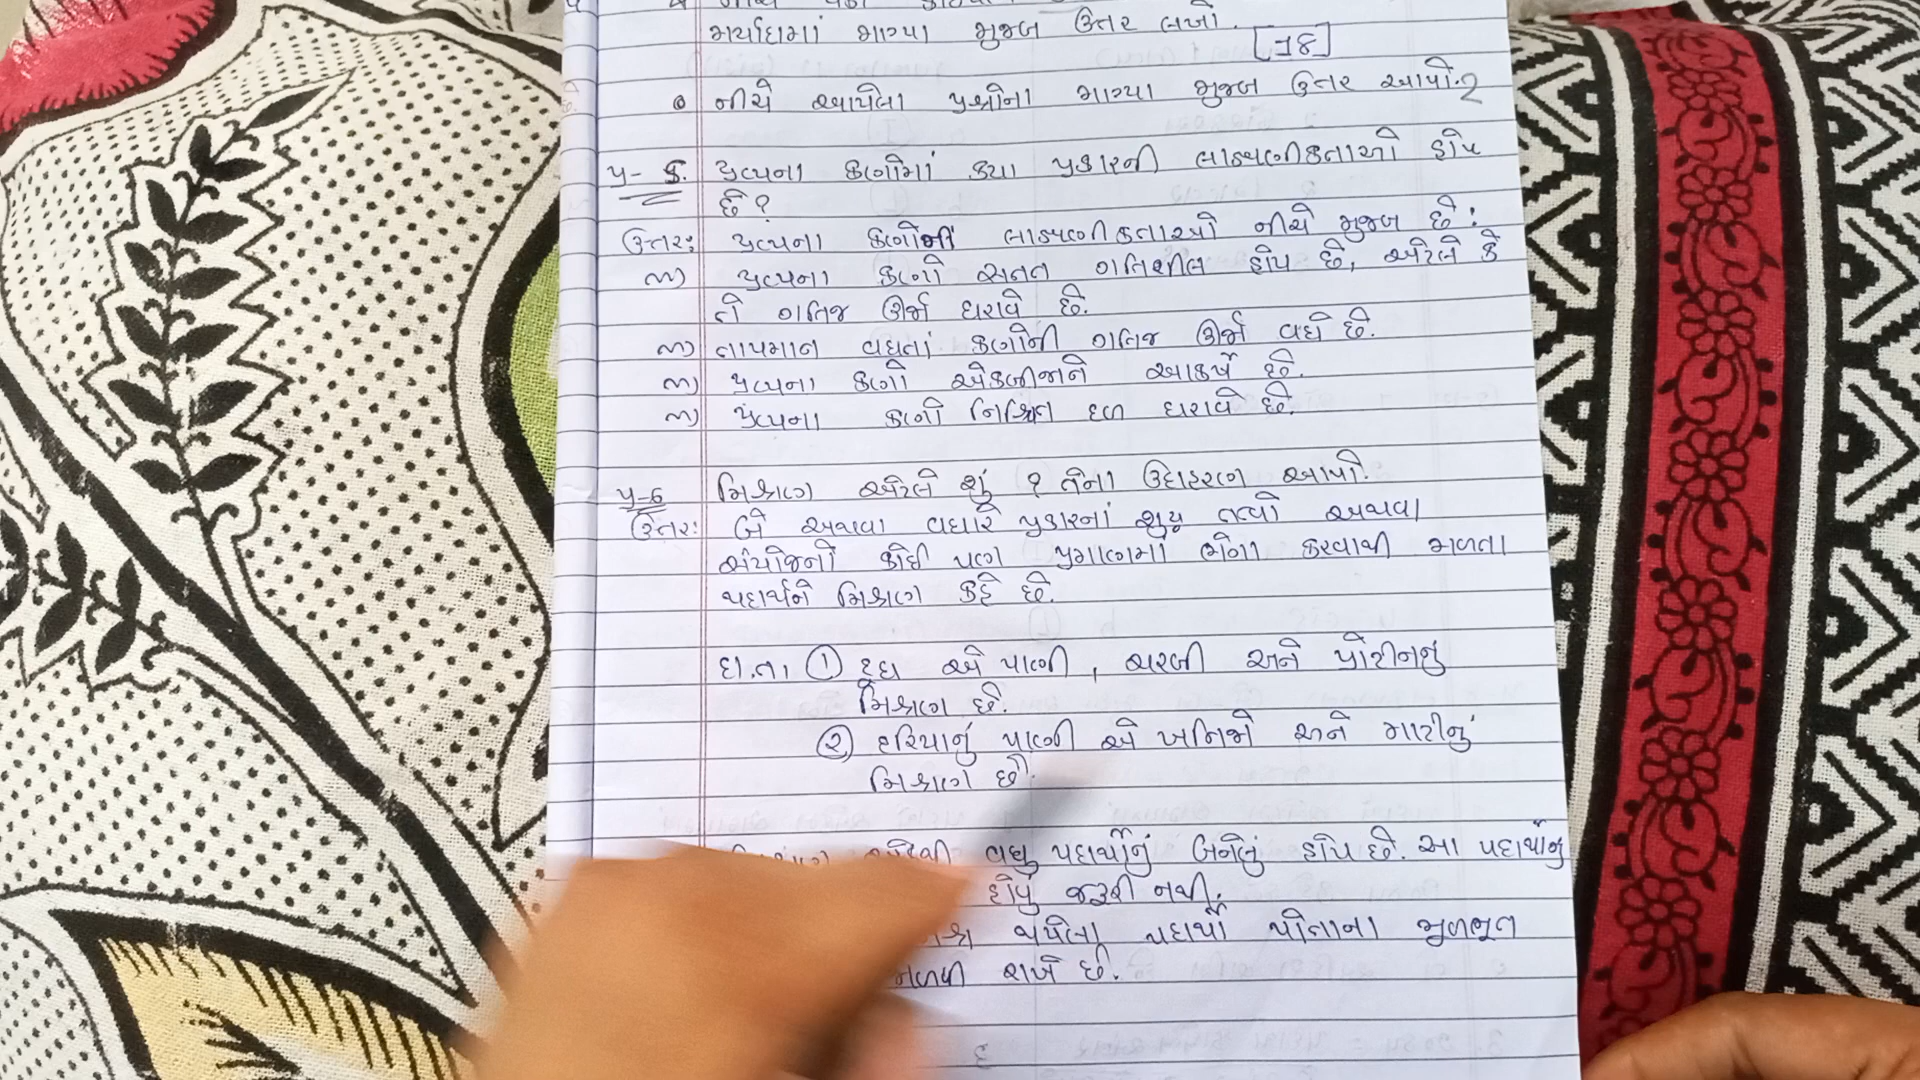 મર્યાદામાં માગ્યા મુજબ ઉત્તર લખો. [18]
નીચે આપેલા પ્રશ્નોના માગ્યા મુજબ ઉત્તર આપો. 2
પ્ર- 5. દ્રવ્યના કણોમાં કયા પ્રકારની લાક્ષણીકતાઓ હોય
છે?
ઉત્તર: દ્રવ્યના કણોની લાક્ષણીકતાઓ નીચે મુજબ છે:
દ્રવ્યના કણો સતત ગતિશીલ હોય છે, એટલે કે
તે ગતિજ ઊર્જા ધરાવે છે.
તાપમાન વધતાં કણોની ગતિજ ઊર્જા વધે છે.
દ્રવ્યના કણો એકબીજાને આકર્ષે છે.
દ્રવ્યના કણો નિશ્ચિત દળ ધરાવે છે.
પ્ર-6 મિશ્રણ એટલે શું ? તેના ઉદાહરણ આપો.
ઉત્તર: બે અથવા વધારે પ્રકારનાં શુદ્ધ તત્વો અથવા
સંયોજનો કોઈ પણ પ્રમાણમાં ભેગા કરવાથી મળતા
પદાર્થને મિશ્રણ કહે છે.
દા.ત. ① દૂધ એ પાણી, ચરબી અને પ્રોટીનનું
મિશ્રણ છે.
② દરિયાનું પાણી એ ખનિજો અને માટીનું
મિશ્રણ છે.
વધુ પદાર્થોનું બનેલું હોય છે. આ પદાર્થોનું
હોવું જરૂરી નથી.
થયેલા પદાર્થો પોતાના મૂળભૂત
જાળવી રાખે છે.